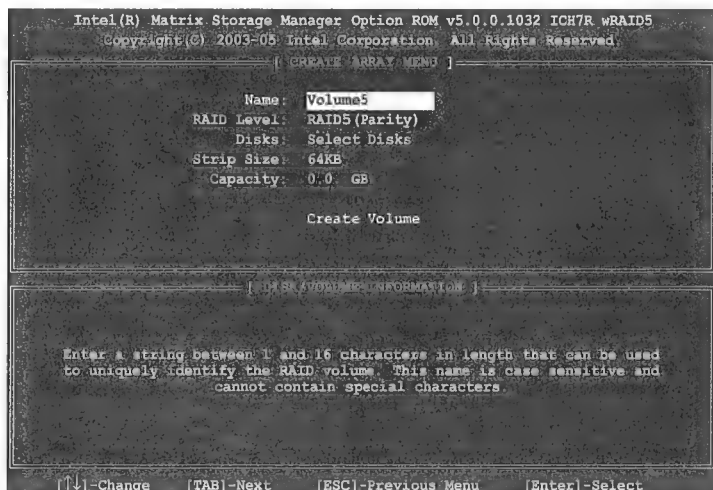 Intel(R) Matrix Storage Manager Option ROM v5.0.0.1032 ICH7R wRAID5
Copyright(C) 2003-05 Intel Corporation. All Rights Reserved.
[ CREATE ARRAY MENU ]
Name: Volume5
RAID Level: RAID5(Parity)
Disks: Select Disks
Strip Size: 64KB
Capacity: 0.0 GB
Create Volume
[ DISK/VOLUME INFORMATION ]
Enter a string between 1 and 16 characters in length that can be used
to uniquely identify the RAID volume. This name is case sensitive and
cannot contain special characters.
[↑↓]-Change [TAB]-Next [ESC]-Previous Menu [Enter]-Select